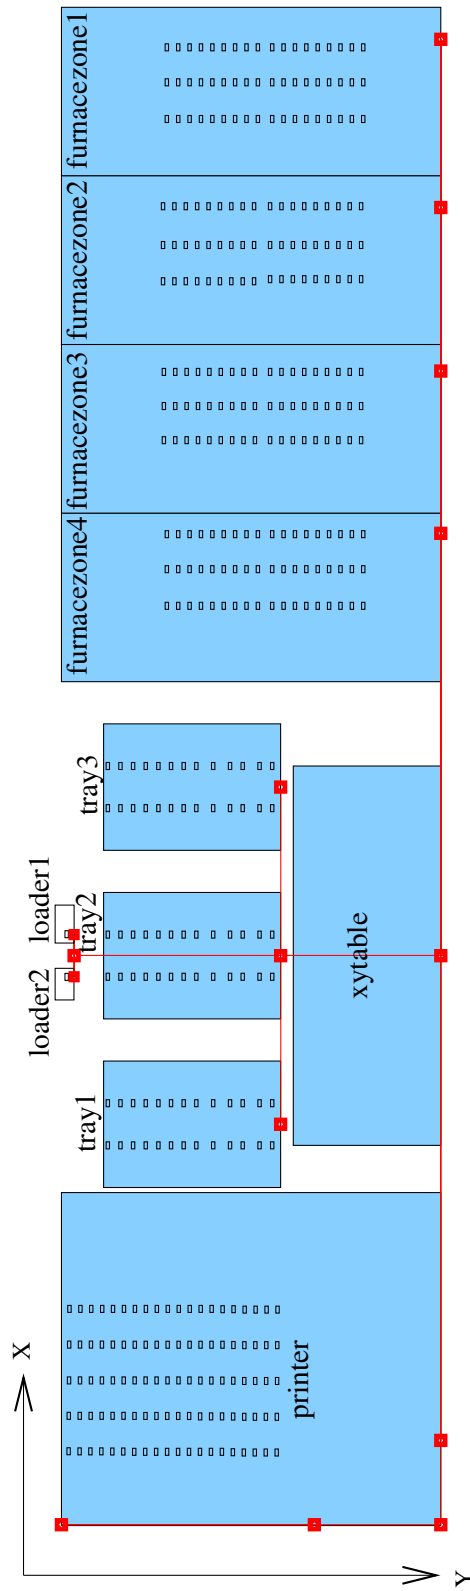 furnacezone1
furnacezone2
furnacezone3
furnacezone4
tray3
loader1
tray2
loader2
xytable
tray1
printer
X
Y